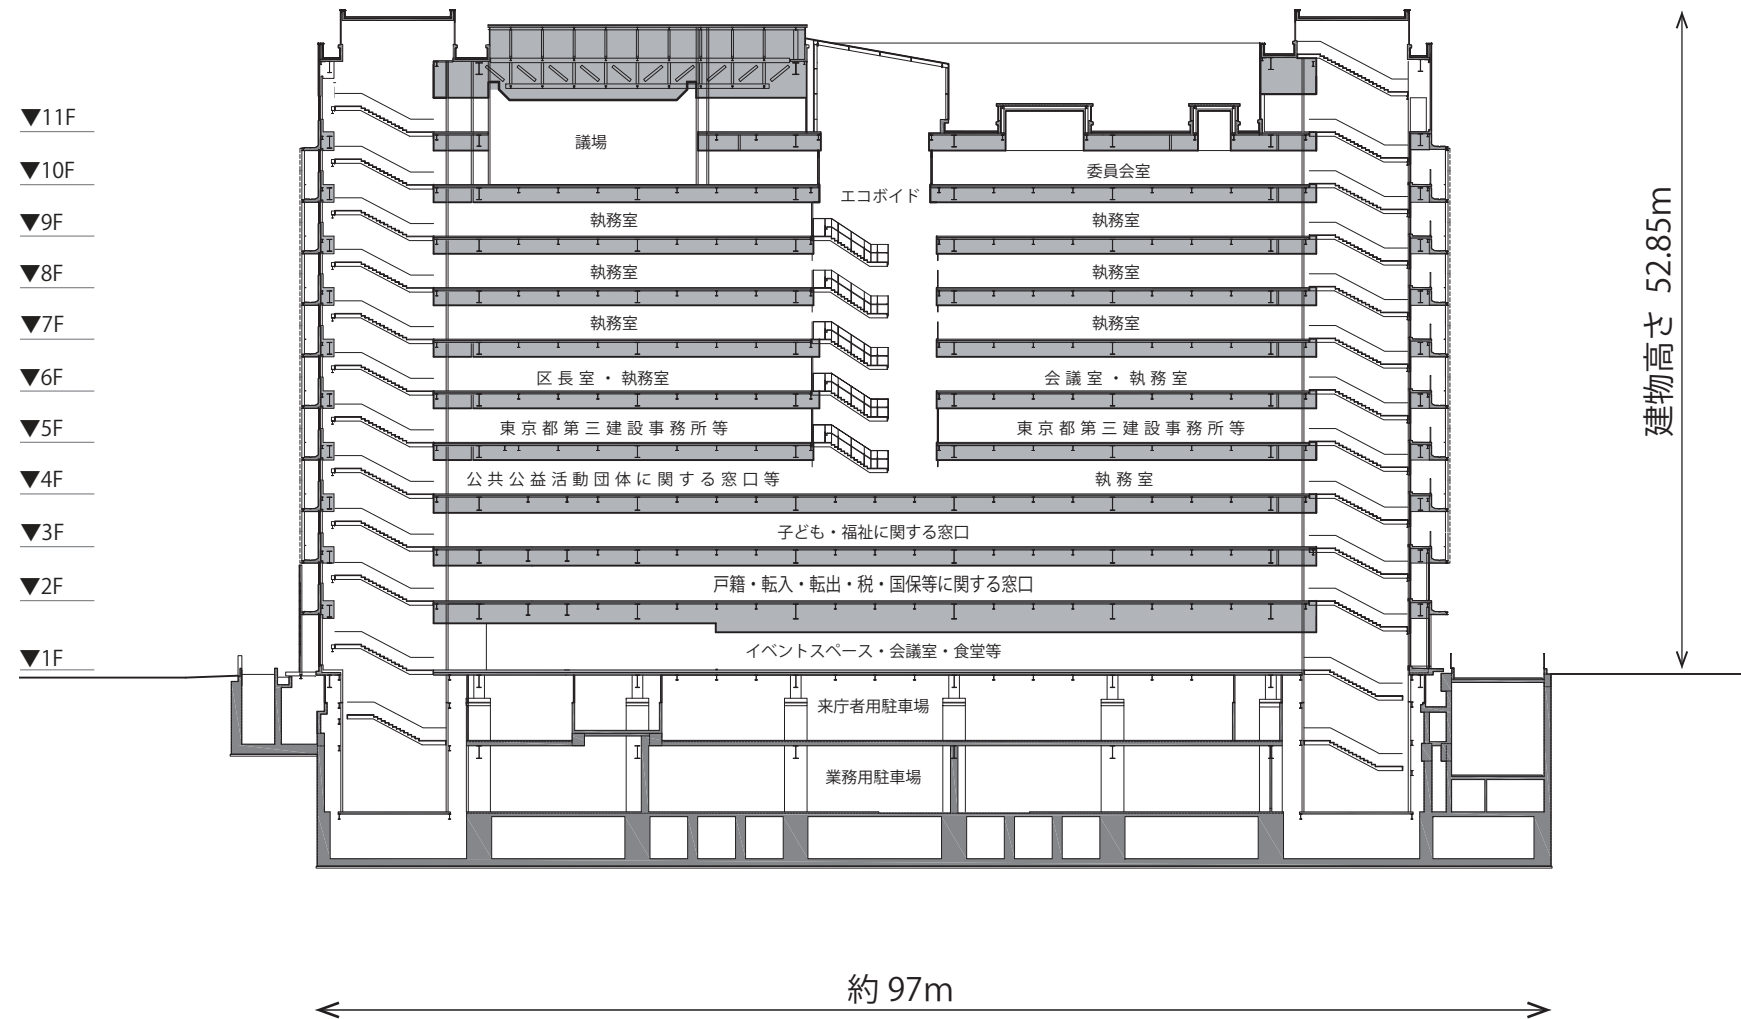 ▼11F
議場
▼10F
委員会室
エコボイド
▼9F
執務室
執務室
▼8F
執務室
執務室
▼7F
執務室
執務室
▼6F
区長室・執務室
会議室・執務室
▼5F
東京都第三建設事務所等
東京都第三建設事務所等
▼4F
公共公益活動団体に関する窓口等
執務室
▼3F
子ども・福祉に関する窓口
▼2F
戸籍・転入・転出・税・国保等に関する窓口
▼1F
イベントスペース・会議室・食堂等
来庁者用駐車場
業務用駐車場
建物高さ 52.85m
約 97m